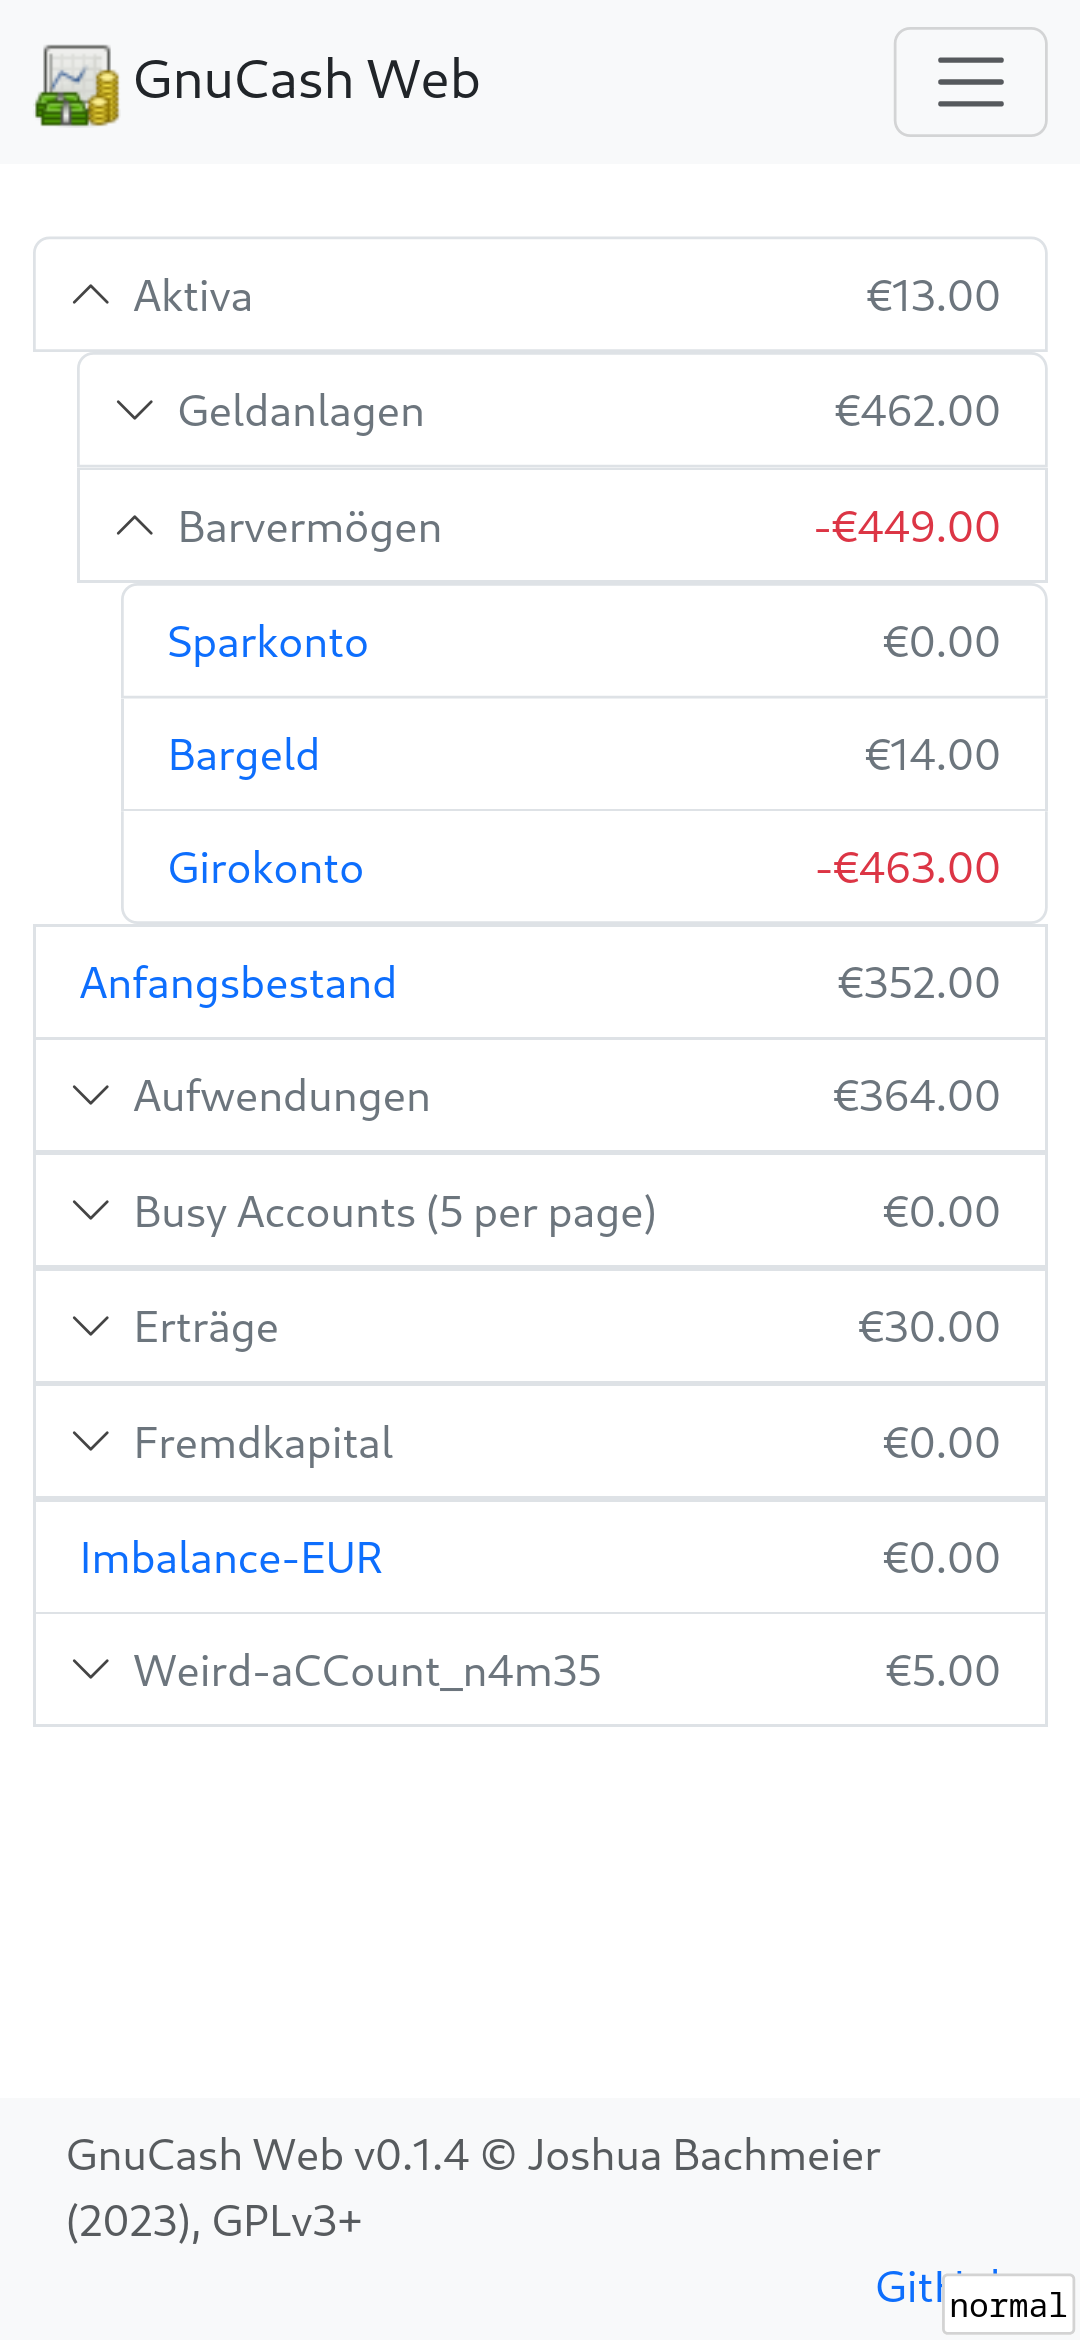 GnuCash Web
Aktiva €13.00
Geldanlagen €462.00
Barvermögen -€449.00
Sparkonto €0.00
Bargeld €14.00
Girokonto -€463.00
Anfangsbestand €352.00
Aufwendungen €364.00
Busy Accounts (5 per page) €0.00
Erträge €30.00
Fremdkapital €0.00
Imbalance-EUR €0.00
Weird-aCCount_n4m35 €5.00
GnuCash Web v0.1.4 © Joshua Bachmeier
(2023), GPLv3+
normal